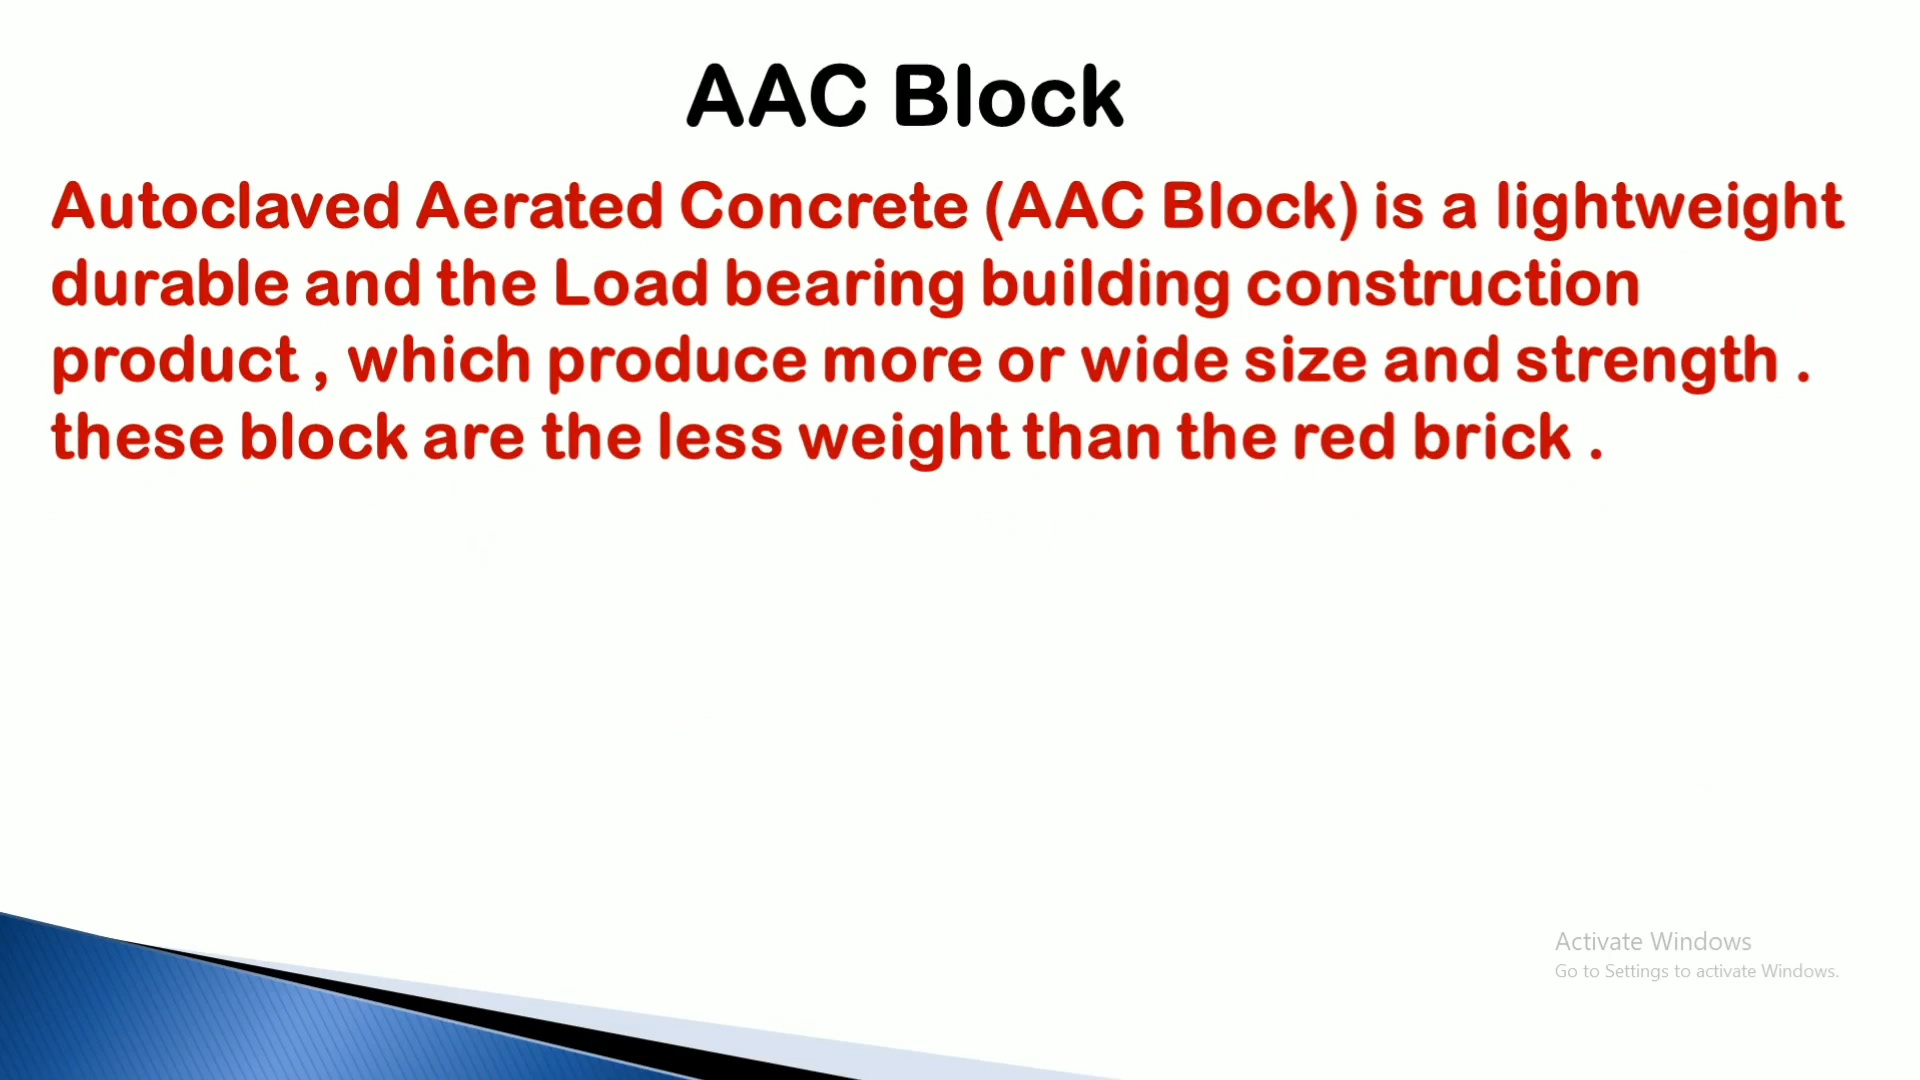 AAC Block
Autoclaved Aerated Concrete (AAC Block) is a lightweight
durable and the Load bearing building construction
product , which produce more or wide size and strength .
these block are the less weight than the red brick .
Activate Windows
Go to Settings to activate Windows.